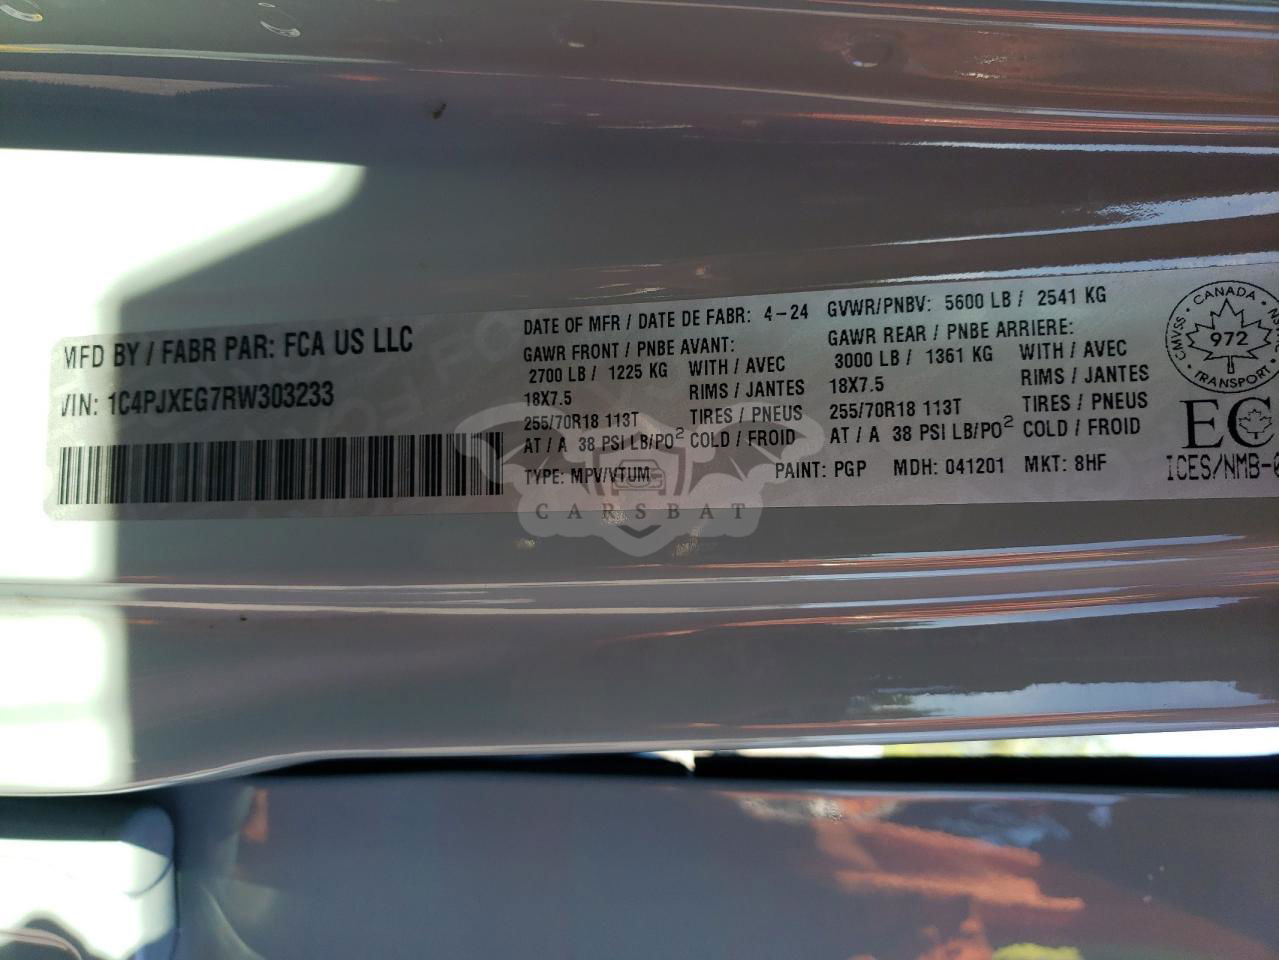 MFD BY / FABR PAR: FCA US LLC
VIN: 1C4PJXEG7RW303233
DATE OF MFR / DATE DE FABR: 4-24
GVWR/PNBV: 5600 LB / 2541 KG
GAWR FRONT / PNBE AVANT:
2700 LB / 1225 KG WITH / AVEC
18X7.5 RIMS / JANTES
255/70R18 113T TIRES / PNEUS
AT / A 38 PSI LB/PO² COLD / FROID
GAWR REAR / PNBE ARRIERE:
3000 LB / 1361 KG WITH / AVEC
18X7.5 RIMS / JANTES
255/70R18 113T TIRES / PNEUS
AT / A 38 PSI LB/PO² COLD / FROID
TYPE: MPV/VTUM PAINT: PGP MDH: 041201 MKT: 8HF
CANADA
CMVSS
972
TRANSPORT
EC
ICES/NMB-
CARSBAT